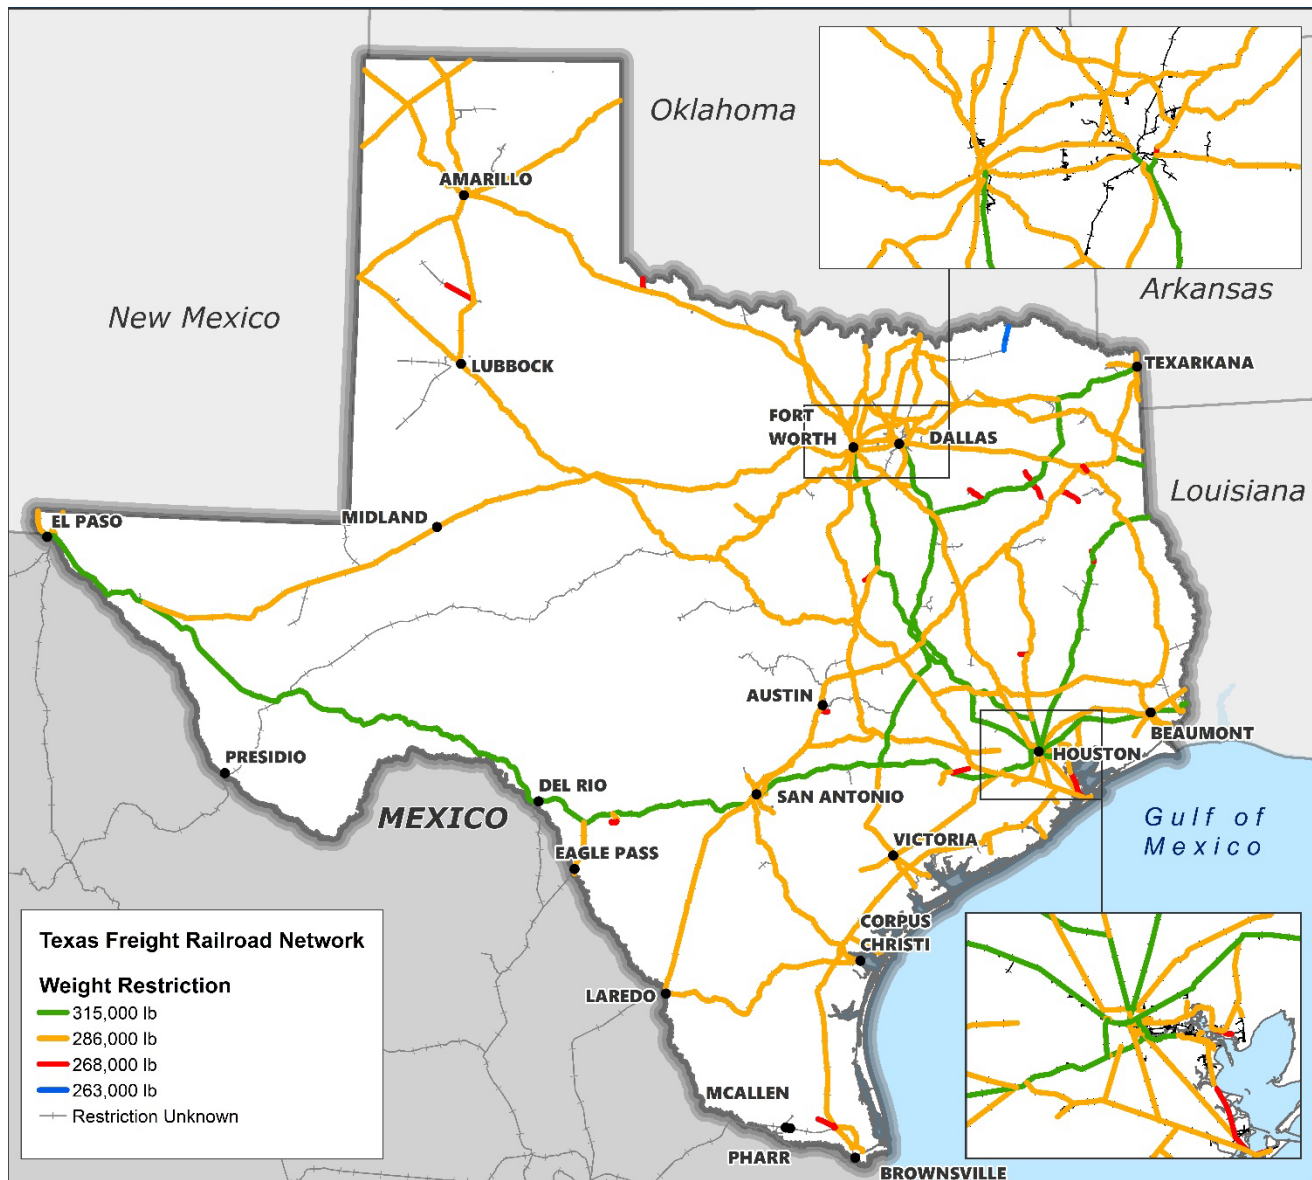 Oklahoma
AMARILLO
Arkansas
New Mexico
LUBBOCK
TEXARKANA
FORT
WORTH
DALLAS
Louisiana
EL PASO
MIDLAND
AUSTIN
BEAUMONT
HOUSTON
PRESIDIO
DEL RIO
SAN ANTONIO
MEXICO
Gulf of
Mexico
VICTORIA
EAGLE PASS
CORPUS
CHRISTI
LAREDO
MCALLEN
PHARR
BROWNSVILLE
Texas Freight Railroad Network
Weight Restriction
315,000 lb
286,000 lb
268,000 lb
263,000 lb
Restriction Unknown